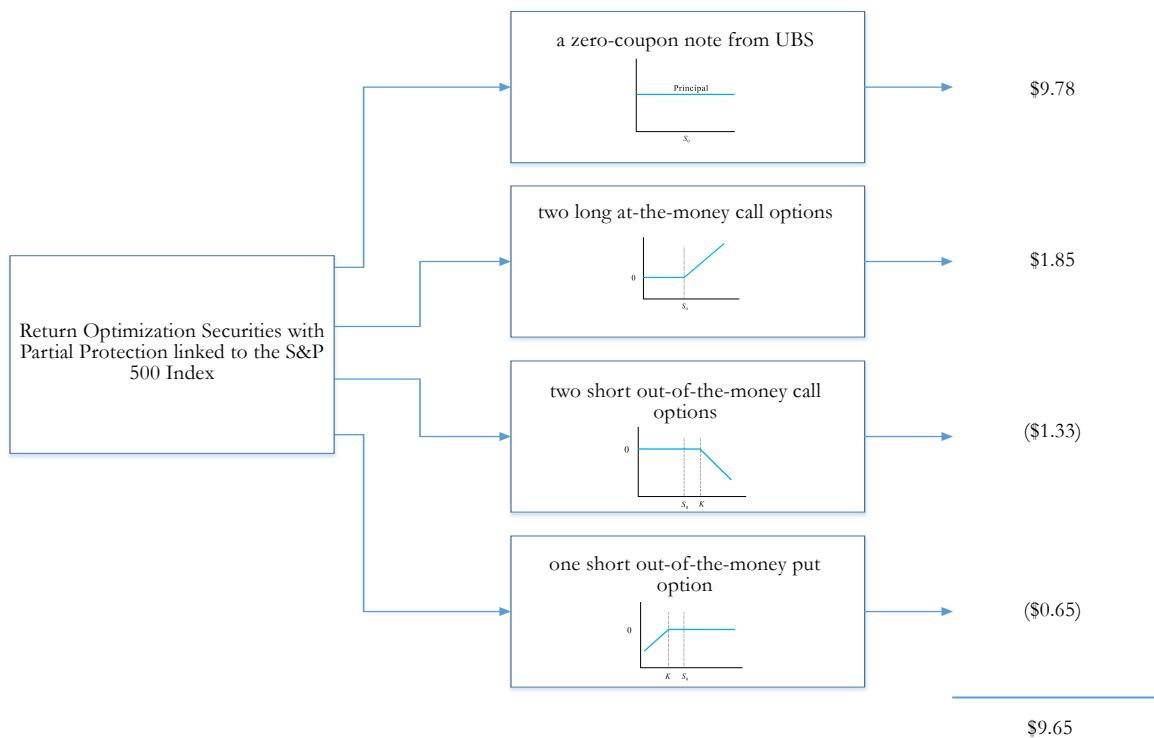 a zero-coupon note from UBS
Principal
S₀
$9.78
two long at-the-money call options
0
S₀
$1.85
Return Optimization Securities with
Partial Protection linked to the S&P
500 Index
two short out-of-the-money call
options
0
S₀ K
($1.33)
one short out-of-the-money put
option
0
K S₀
($0.65)
$9.65